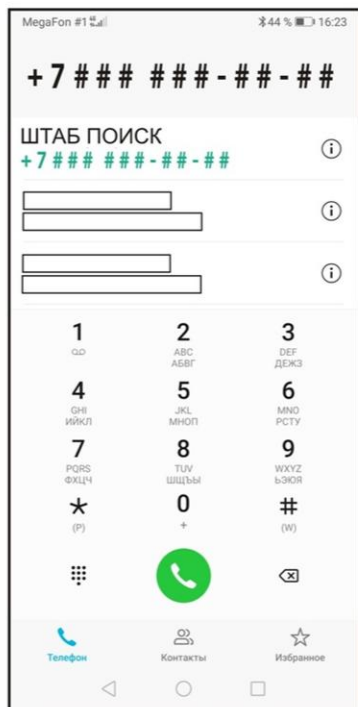 MegaFon #1 44 % 16:23
+7### ###-##-##
ШТАБ ПОИСК
+7### ###-##-##
1 2 3
ABC DEF
АБВГ ДЕЖЗ
4 5 6
GHI JKL MNO
ИЙКЛ МНОП РСТУ
7 8 9
PQRS TUV WXYZ
ФХЦЧ ШЩЪЫ ЬЭЮЯ
* 0 #
(P) + (W)
Телефон Контакты Избранное